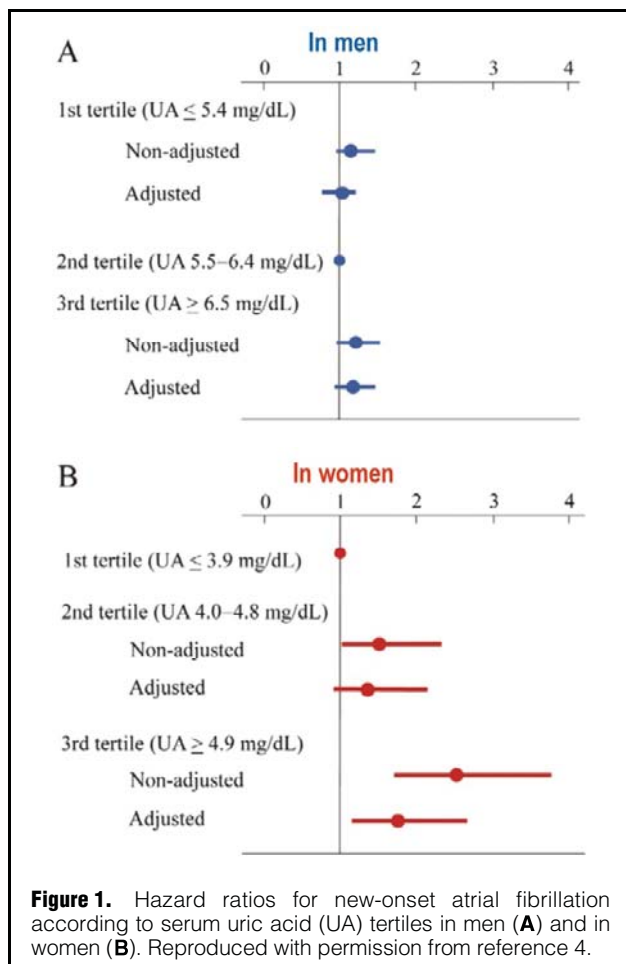 A
In men
0 1 2 3 4
1st tertile (UA ≤ 5.4 mg/dL)
Non-adjusted
Adjusted
2nd tertile (UA 5.5–6.4 mg/dL)
3rd tertile (UA ≥ 6.5 mg/dL)
Non-adjusted
Adjusted
B
In women
0 1 2 3 4
1st tertile (UA ≤ 3.9 mg/dL)
2nd tertile (UA 4.0–4.8 mg/dL)
Non-adjusted
Adjusted
3rd tertile (UA ≥ 4.9 mg/dL)
Non-adjusted
Adjusted
Figure 1. Hazard ratios for new-onset atrial fibrillation
according to serum uric acid (UA) tertiles in men (A) and in
women (B). Reproduced with permission from reference 4.